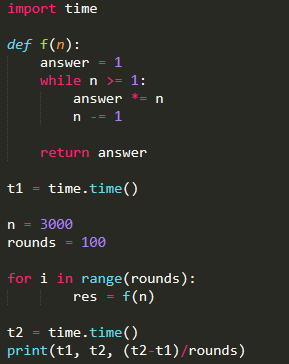 import time
def f(n):
    answer = 1
    while n >= 1:
        answer *= n
        n -= 1
    return answer
t1 = time.time()
n = 3000
rounds = 100
for i in range(rounds):
        res = f(n)
t2 = time.time()
print(t1, t2, (t2-t1)/rounds)